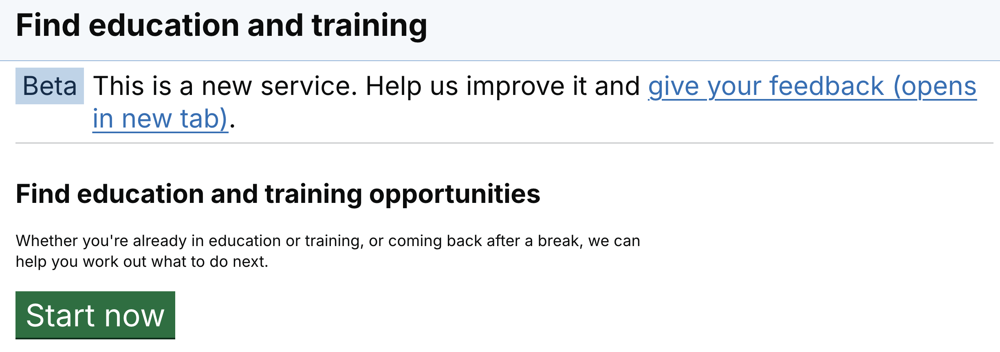 Find education and training
Beta This is a new service. Help us improve it and give your feedback (opens
in new tab).
Find education and training opportunities
Whether you're already in education or training, or coming back after a break, we can
help you work out what to do next.
Start now